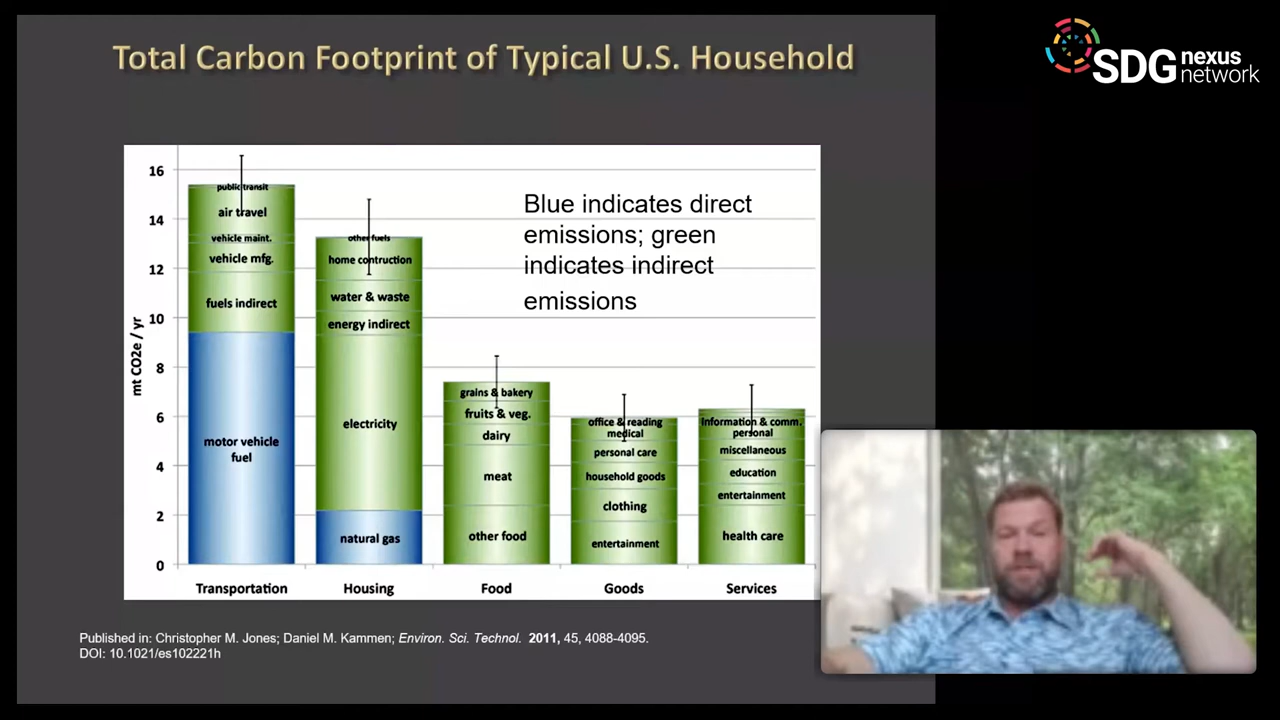 Total Carbon Footprint of Typical U.S. Household
SDG nexus
network
mt CO2e / yr
16
14
12
10
8
6
4
2
0
public transit
air travel
vehicle maint.
vehicle mfg.
fuels indirect
motor vehicle
fuel
Transportation
other fuels
home contruction
water & waste
energy indirect
electricity
natural gas
Housing
grains & bakery
fruits & veg.
dairy
meat
other food
Food
office & reading
medical
personal care
household goods
clothing
entertainment
Goods
Information & comm.
personal
miscellaneous
education
entertainment
health care
Services
Blue indicates direct
emissions; green
indicates indirect
emissions
Published in: Christopher M. Jones; Daniel M. Kammen; Environ. Sci. Technol. 2011, 45, 4088-4095.
DOI: 10.1021/es102221h